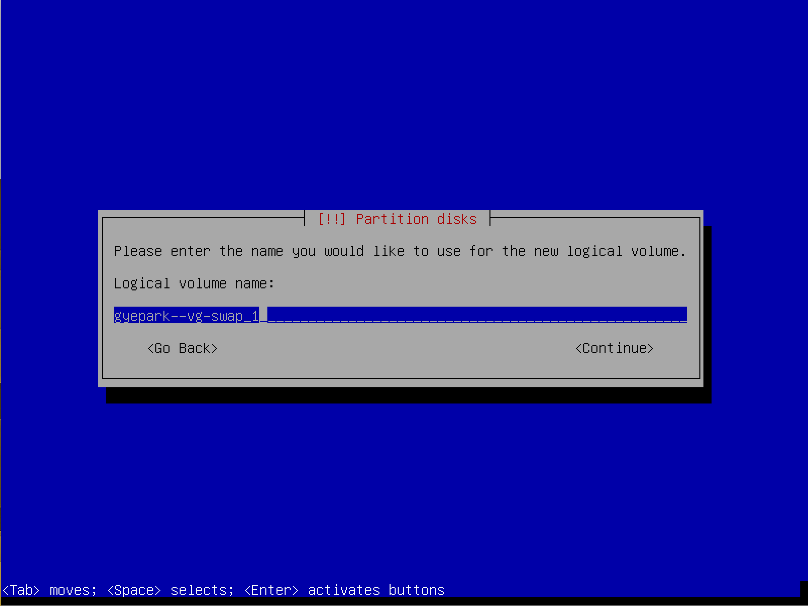 [!!] Partition disks
Please enter the name you would like to use for the new logical volume.
Logical volume name:
gyepark--vg-swap_1
<Go Back> <Continue>
<Tab> moves; <Space> selects; <Enter> activates buttons